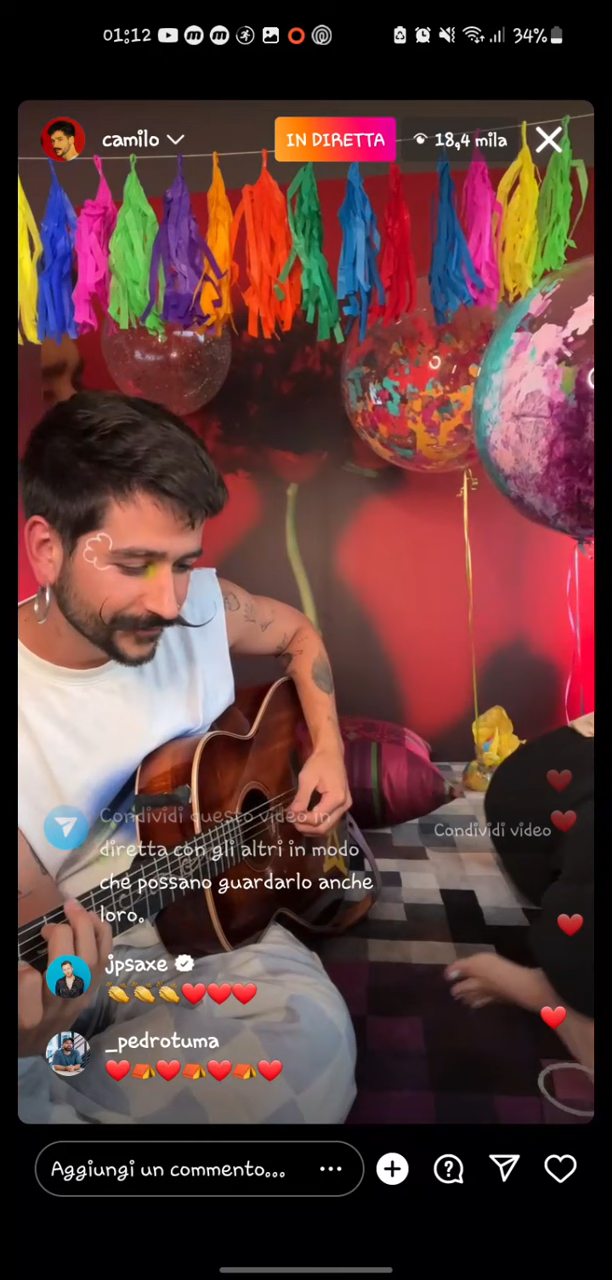 01:12
34%
camilo
IN DIRETTA
18,4 mila
Condividi questo video in
diretta con gli altri in modo
che possano guardarlo anche
loro.
Condividi video
jpsaxe
👏👏👏❤️❤️❤️
_pedrotuma
❤️⛺❤️⛺❤️⛺❤️
Aggiungi un commento...